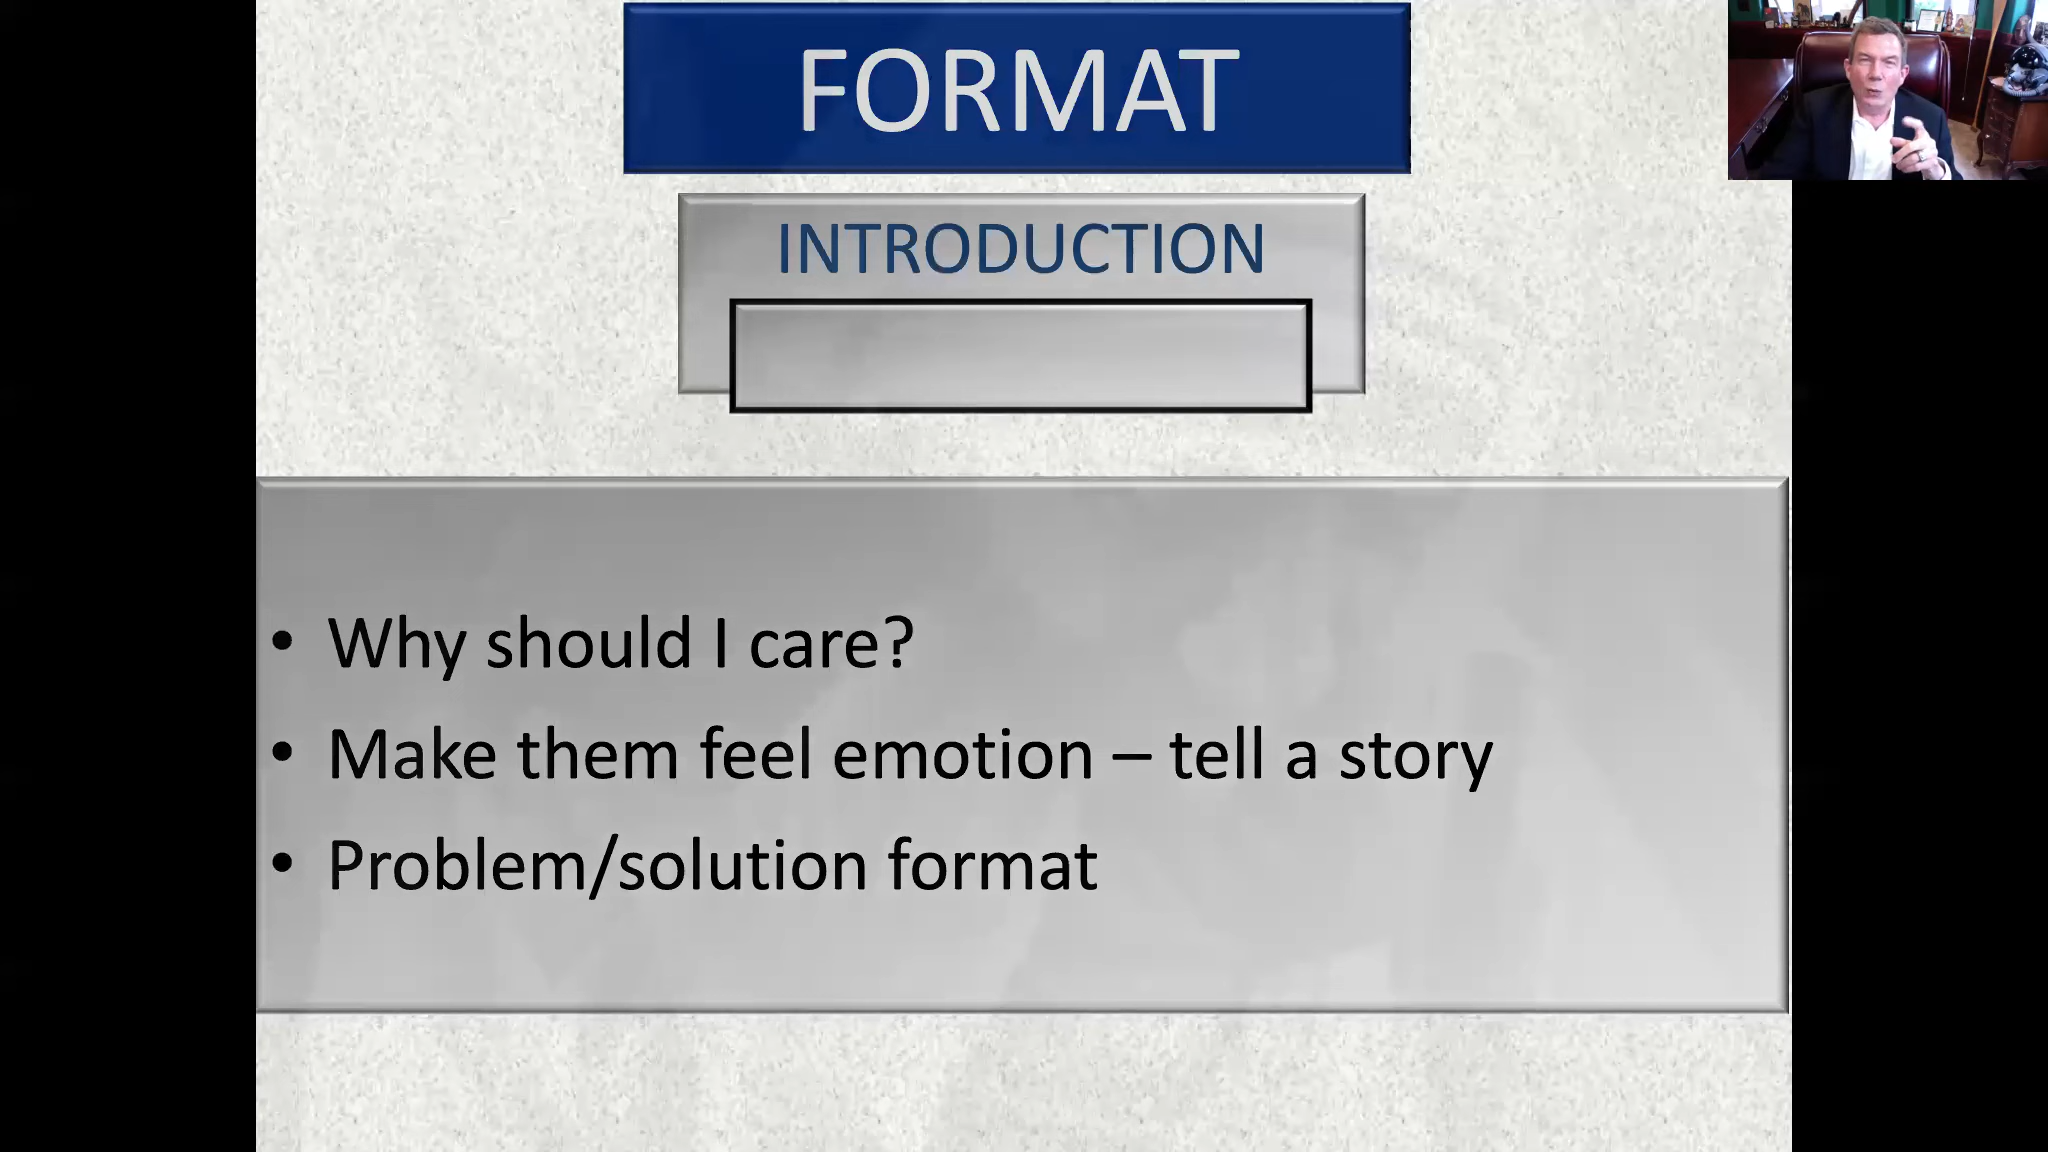 FORMAT
INTRODUCTION
• Why should I care?
• Make them feel emotion – tell a story
• Problem/solution format